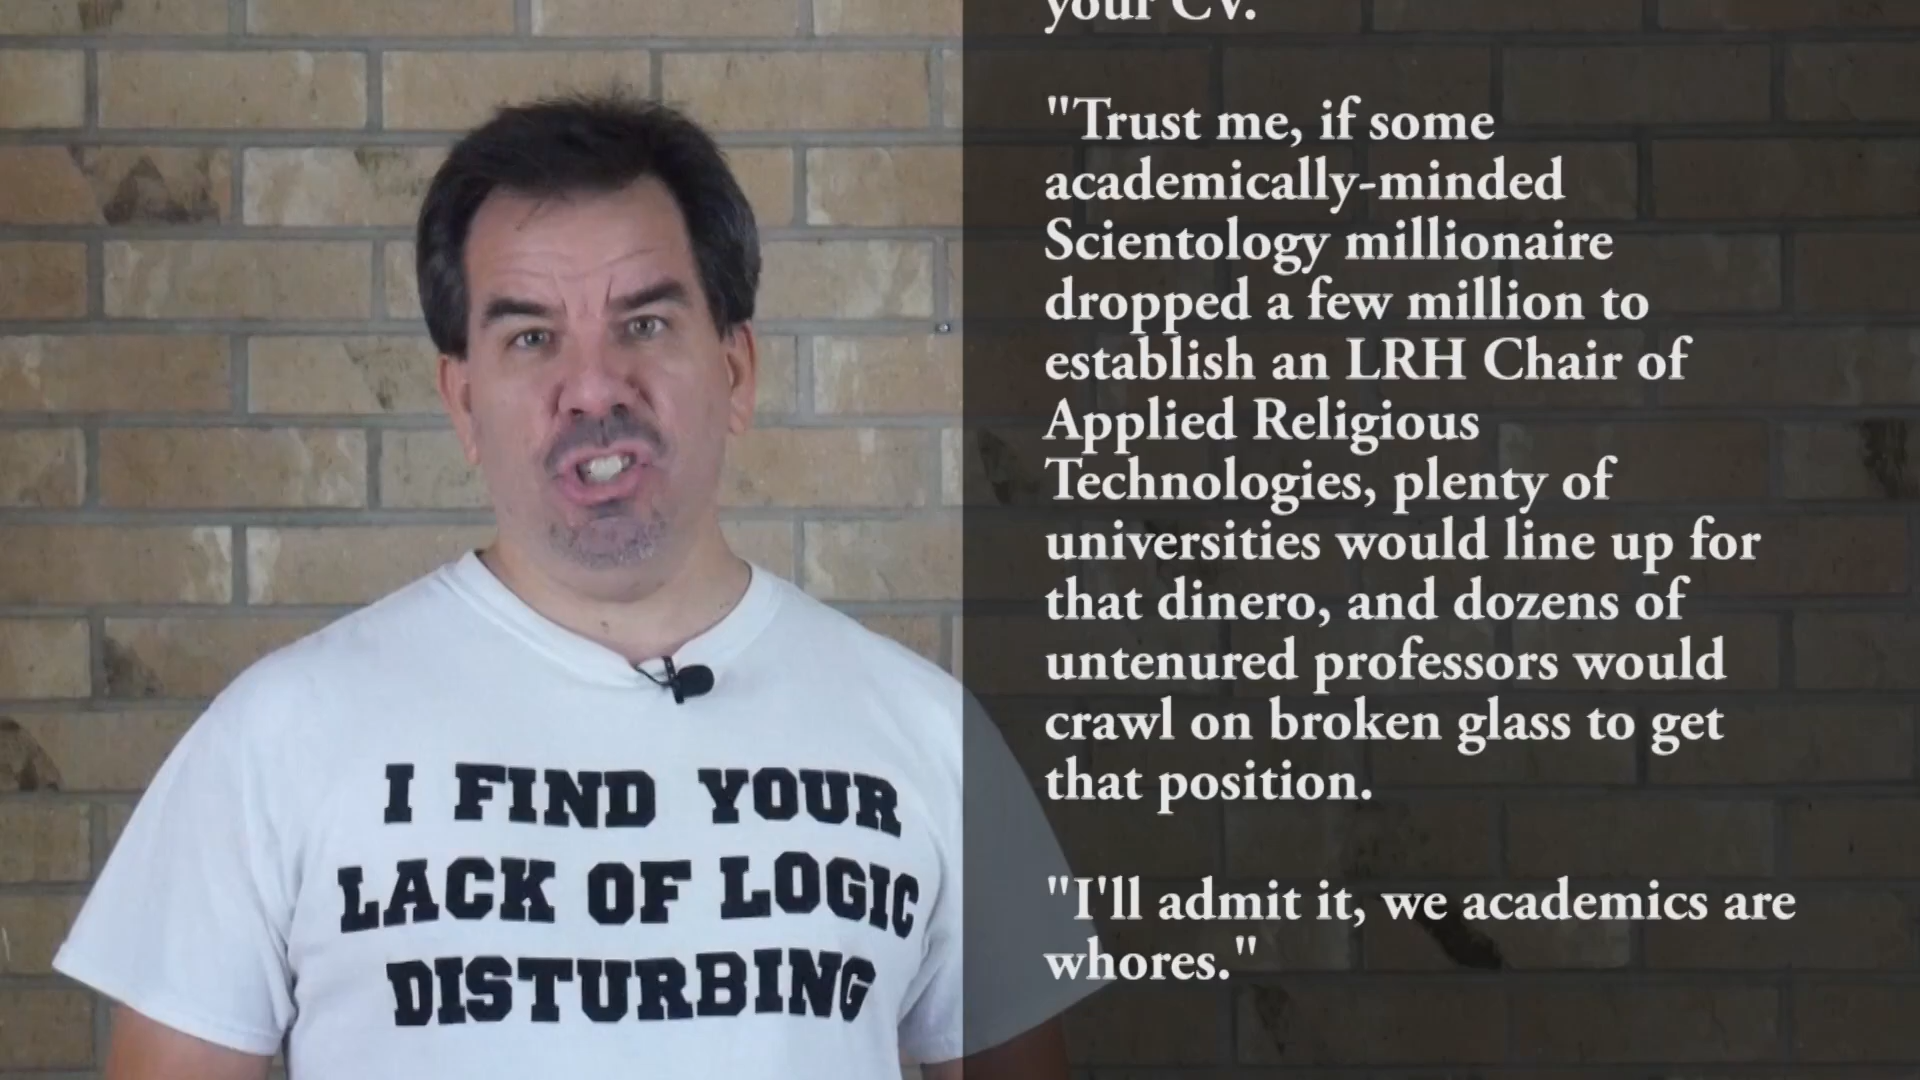 I FIND YOUR
LACK OF LOGIC
DISTURBING
your CV.
"Trust me, if some
academically-minded
Scientology millionaire
dropped a few million to
establish an LRH Chair of
Applied Religious
Technologies, plenty of
universities would line up for
that dinero, and dozens of
untenured professors would
crawl on broken glass to get
that position.
"I'll admit it, we academics are
whores."